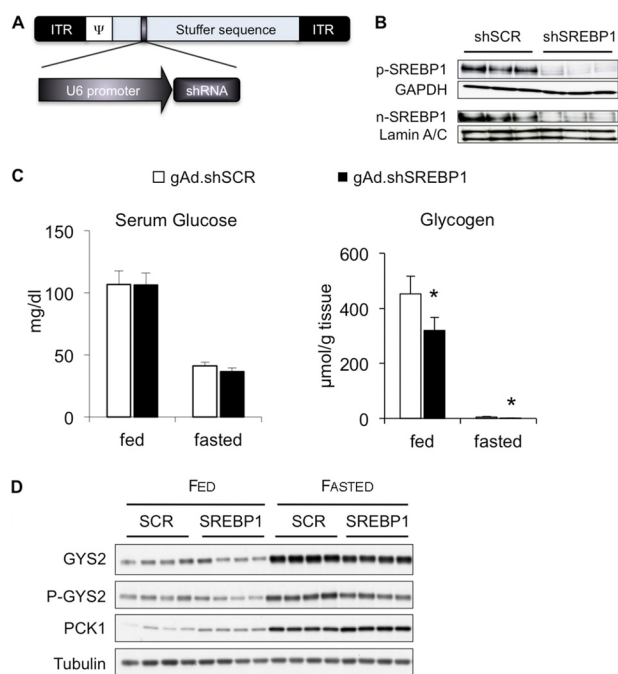 A
ITR Ψ Stuffer sequence ITR
U6 promoter shRNA
B
shSCR shSREBP1
p-SREBP1
GAPDH
n-SREBP1
Lamin A/C
C
gAd.shSCR gAd.shSREBP1
Serum Glucose
mg/dl
150
100
50
0
fed fasted
Glycogen
µmol/g tissue
600
400
200
0
*
*
fed fasted
D
FED FASTED
SCR SREBP1 SCR SREBP1
GYS2
P-GYS2
PCK1
Tubulin